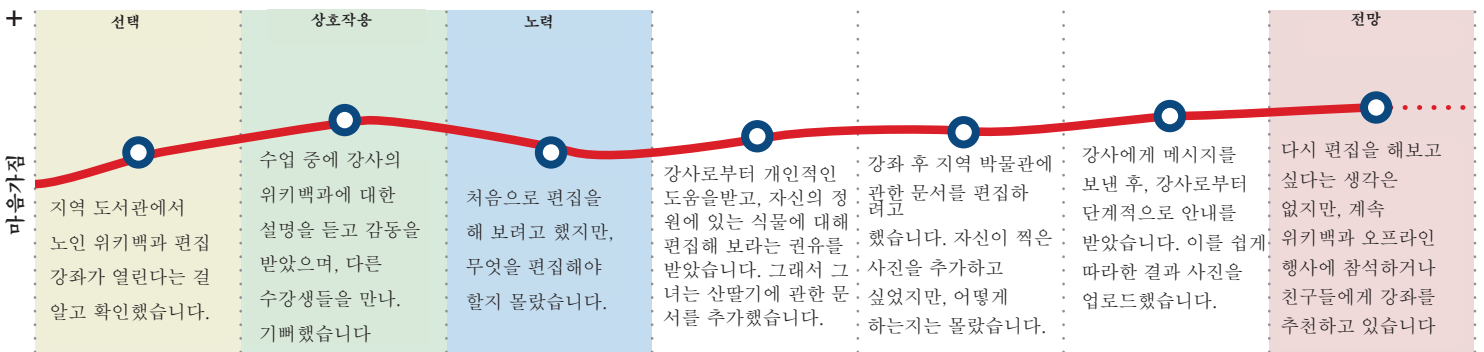 +
선택
상호작용
노력
전망
마음가짐
지역 도서관에서
노인 위키백과 편집
강좌가 열린다는 걸
알고 확인했습니다.
수업 중에 강사의
위키백과에 대한
설명을 듣고 감동을
받았으며, 다른
수강생들을 만나.
기뻐했습니다
처음으로 편집을
해 보려고 했지만,
무엇을 편집해야
할지 몰랐습니다.
강사로부터 개인적인
도움을받고, 자신의 정
원에 있는 식물에 대해
편집해 보라는 권유를
받았습니다. 그래서 그
녀는 산딸기에 관한 문
서를 추가했습니다.
강좌 후 지역 박물관에
관한 문서를 편집하
려고
했습니다. 자신이 찍은
사진을 추가하고
싶었지만, 어떻게
하는지는 몰랐습니다.
강사에게 메시지를
보낸 후, 강사로부터
단계적으로 안내를
받았습니다. 이를 쉽게
따라한 결과 사진을
업로드했습니다.
다시 편집을 해보고
싶다는 생각은
없지만, 계속
위키백과 오프라인
행사에 참석하거나
친구들에게 강좌를
추천하고 있습니다